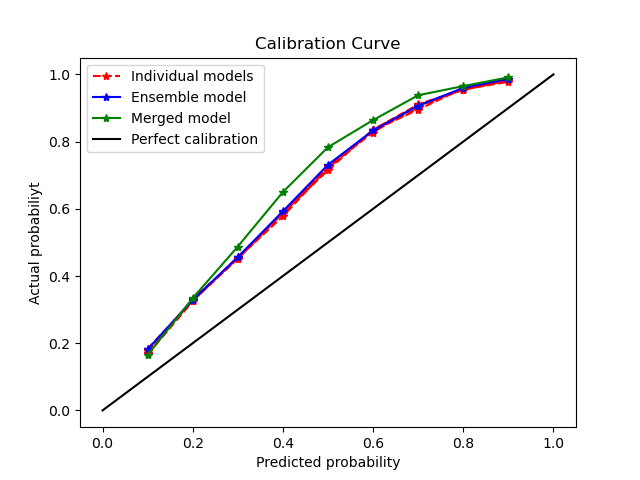 Calibration Curve
Individual models
Ensemble model
Merged model
Perfect calibration
1.0
0.8
0.6
0.4
0.2
0.0
Actual probabiliyt
0.0 0.2 0.4 0.6 0.8 1.0
Predicted probability